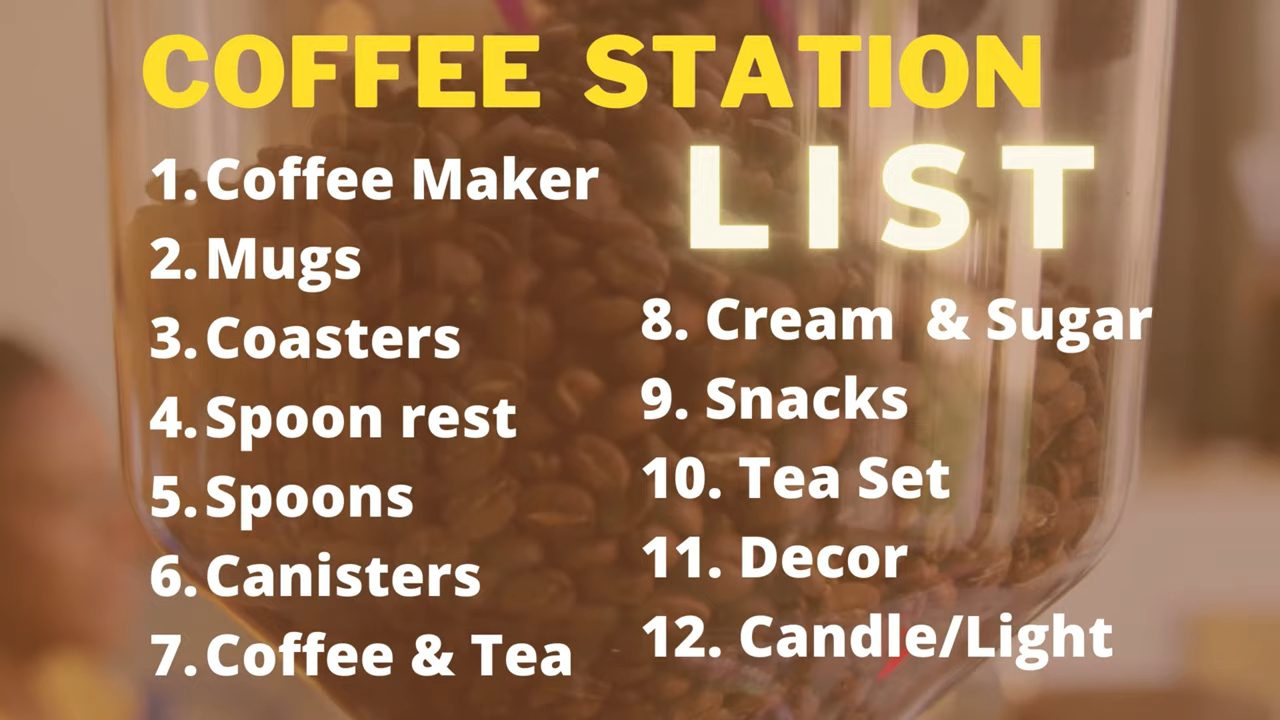 COFFEE STATION
LIST
1. Coffee Maker
2. Mugs
3. Coasters
4. Spoon rest
5. Spoons
6. Canisters
7. Coffee & Tea
8. Cream & Sugar
9. Snacks
10. Tea Set
11. Decor
12. Candle/Light